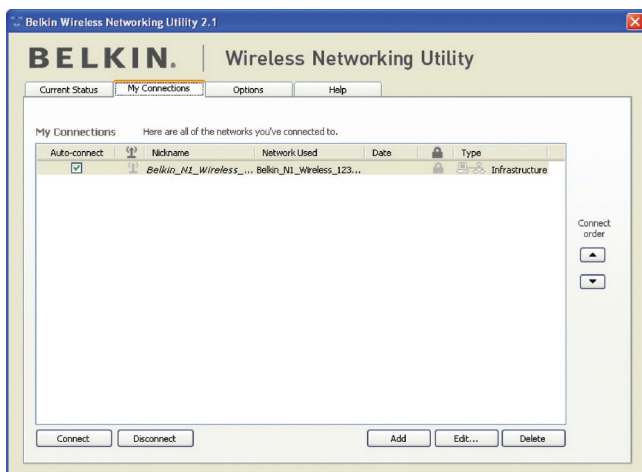 Belkin Wireless Networking Utility 2.1
BELKIN. | Wireless Networking Utility
Current Status My Connections Options Help
My Connections Here are all of the networks you've connected to.
Auto-connect Nickname Network Used Date Type
Belkin_N1_Wireless_... Belkin_N1_Wireless_123... Infrastructure
Connect
order
Connect Disconnect Add Edit... Delete